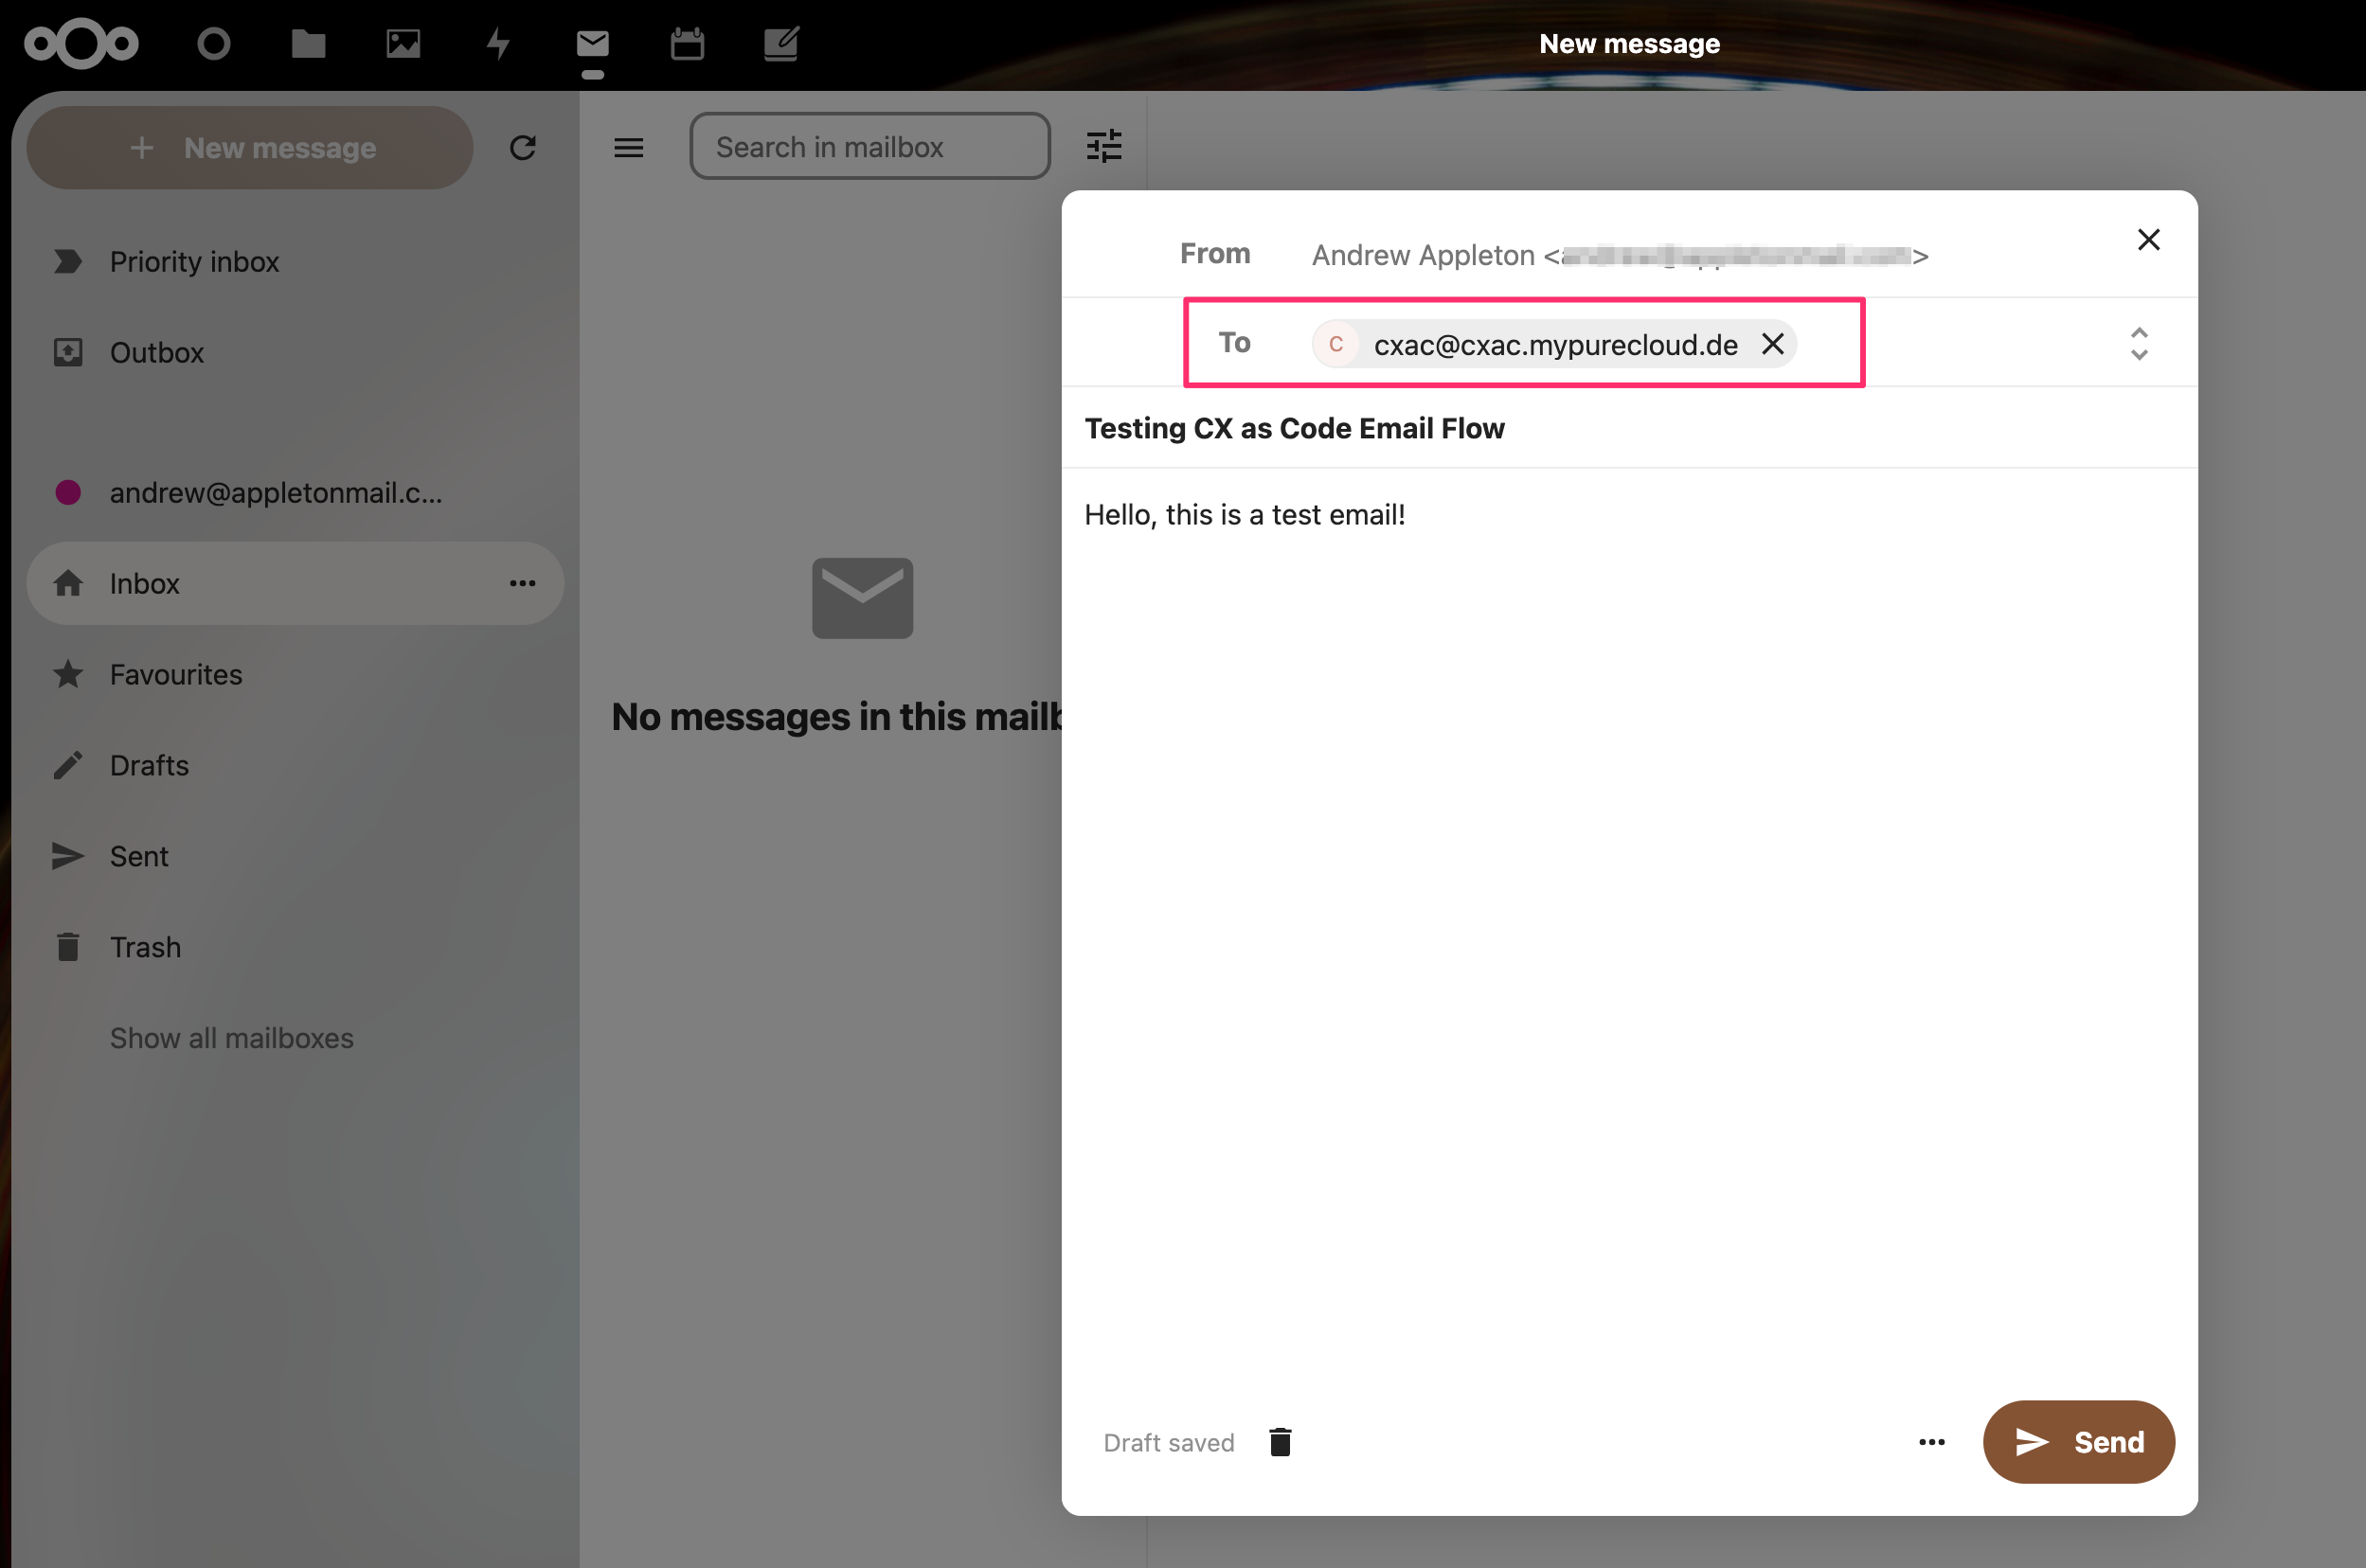 New message
New message
Search in mailbox
Priority inbox
Outbox
andrew@appletonmail.c...
Inbox
Favourites
Drafts
Sent
Trash
Show all mailboxes
No messages in this mailb
From Andrew Appleton <
To C cxac@cxac.mypurecloud.de
Testing CX as Code Email Flow
Hello, this is a test email!
Draft saved
Send